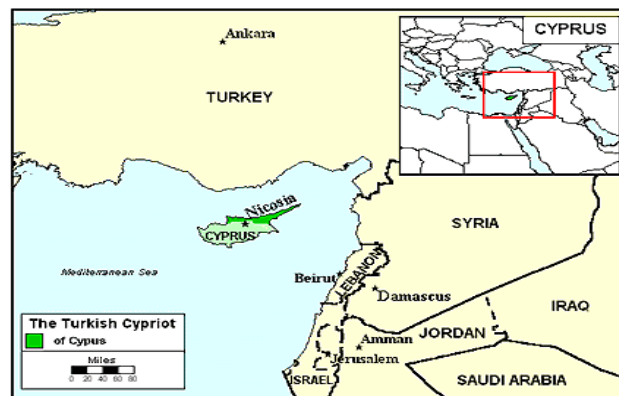 Ankara
CYPRUS
TURKEY
Nicosia
CYPRUS
SYRIA
Mediterranean Sea
Beirut
LEBANON
Damascus
IRAQ
The Turkish Cypriot
of Cypus
Miles
0 20 40 60 80
Amman
JORDAN
Jerusalem
ISRAEL
SAUDI ARABIA